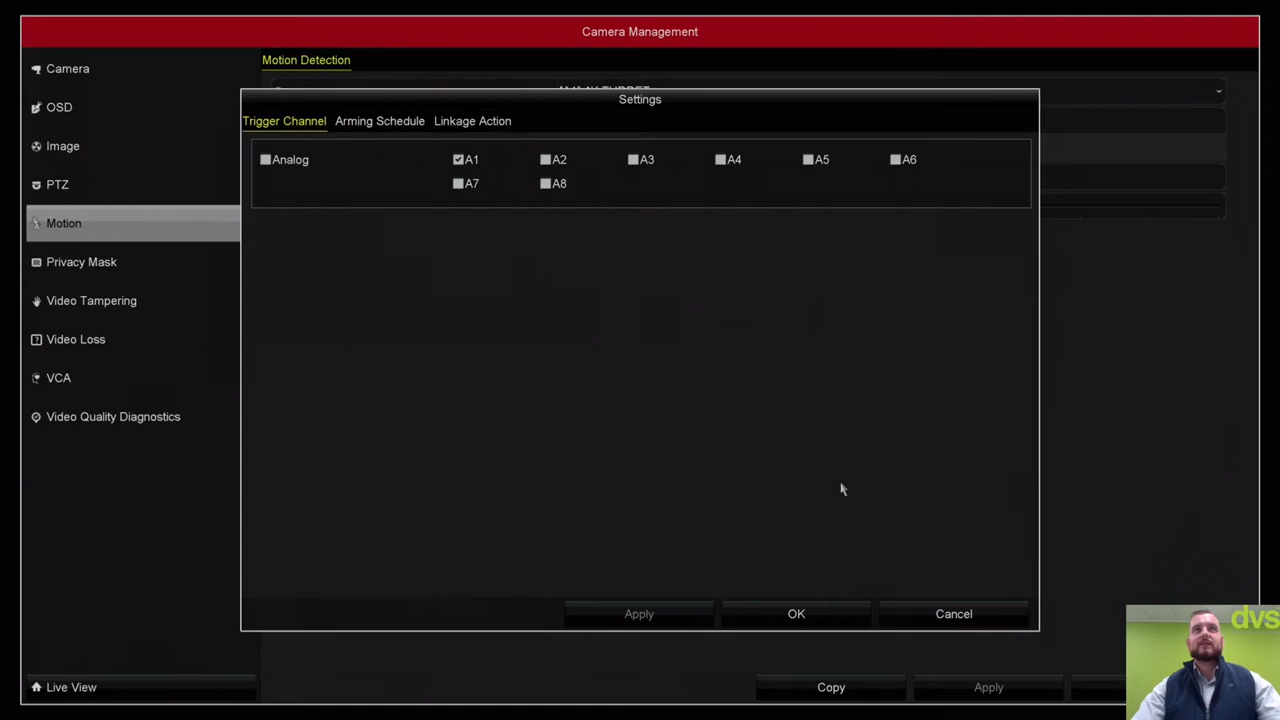 Camera Management
Camera
OSD
Image
PTZ
Motion
Privacy Mask
Video Tampering
Video Loss
VCA
Video Quality Diagnostics
Live View
Motion Detection
Settings
Trigger Channel Arming Schedule Linkage Action
Analog A1 A2 A3 A4 A5 A6
A7 A8
Apply OK Cancel
Copy Apply
dvs